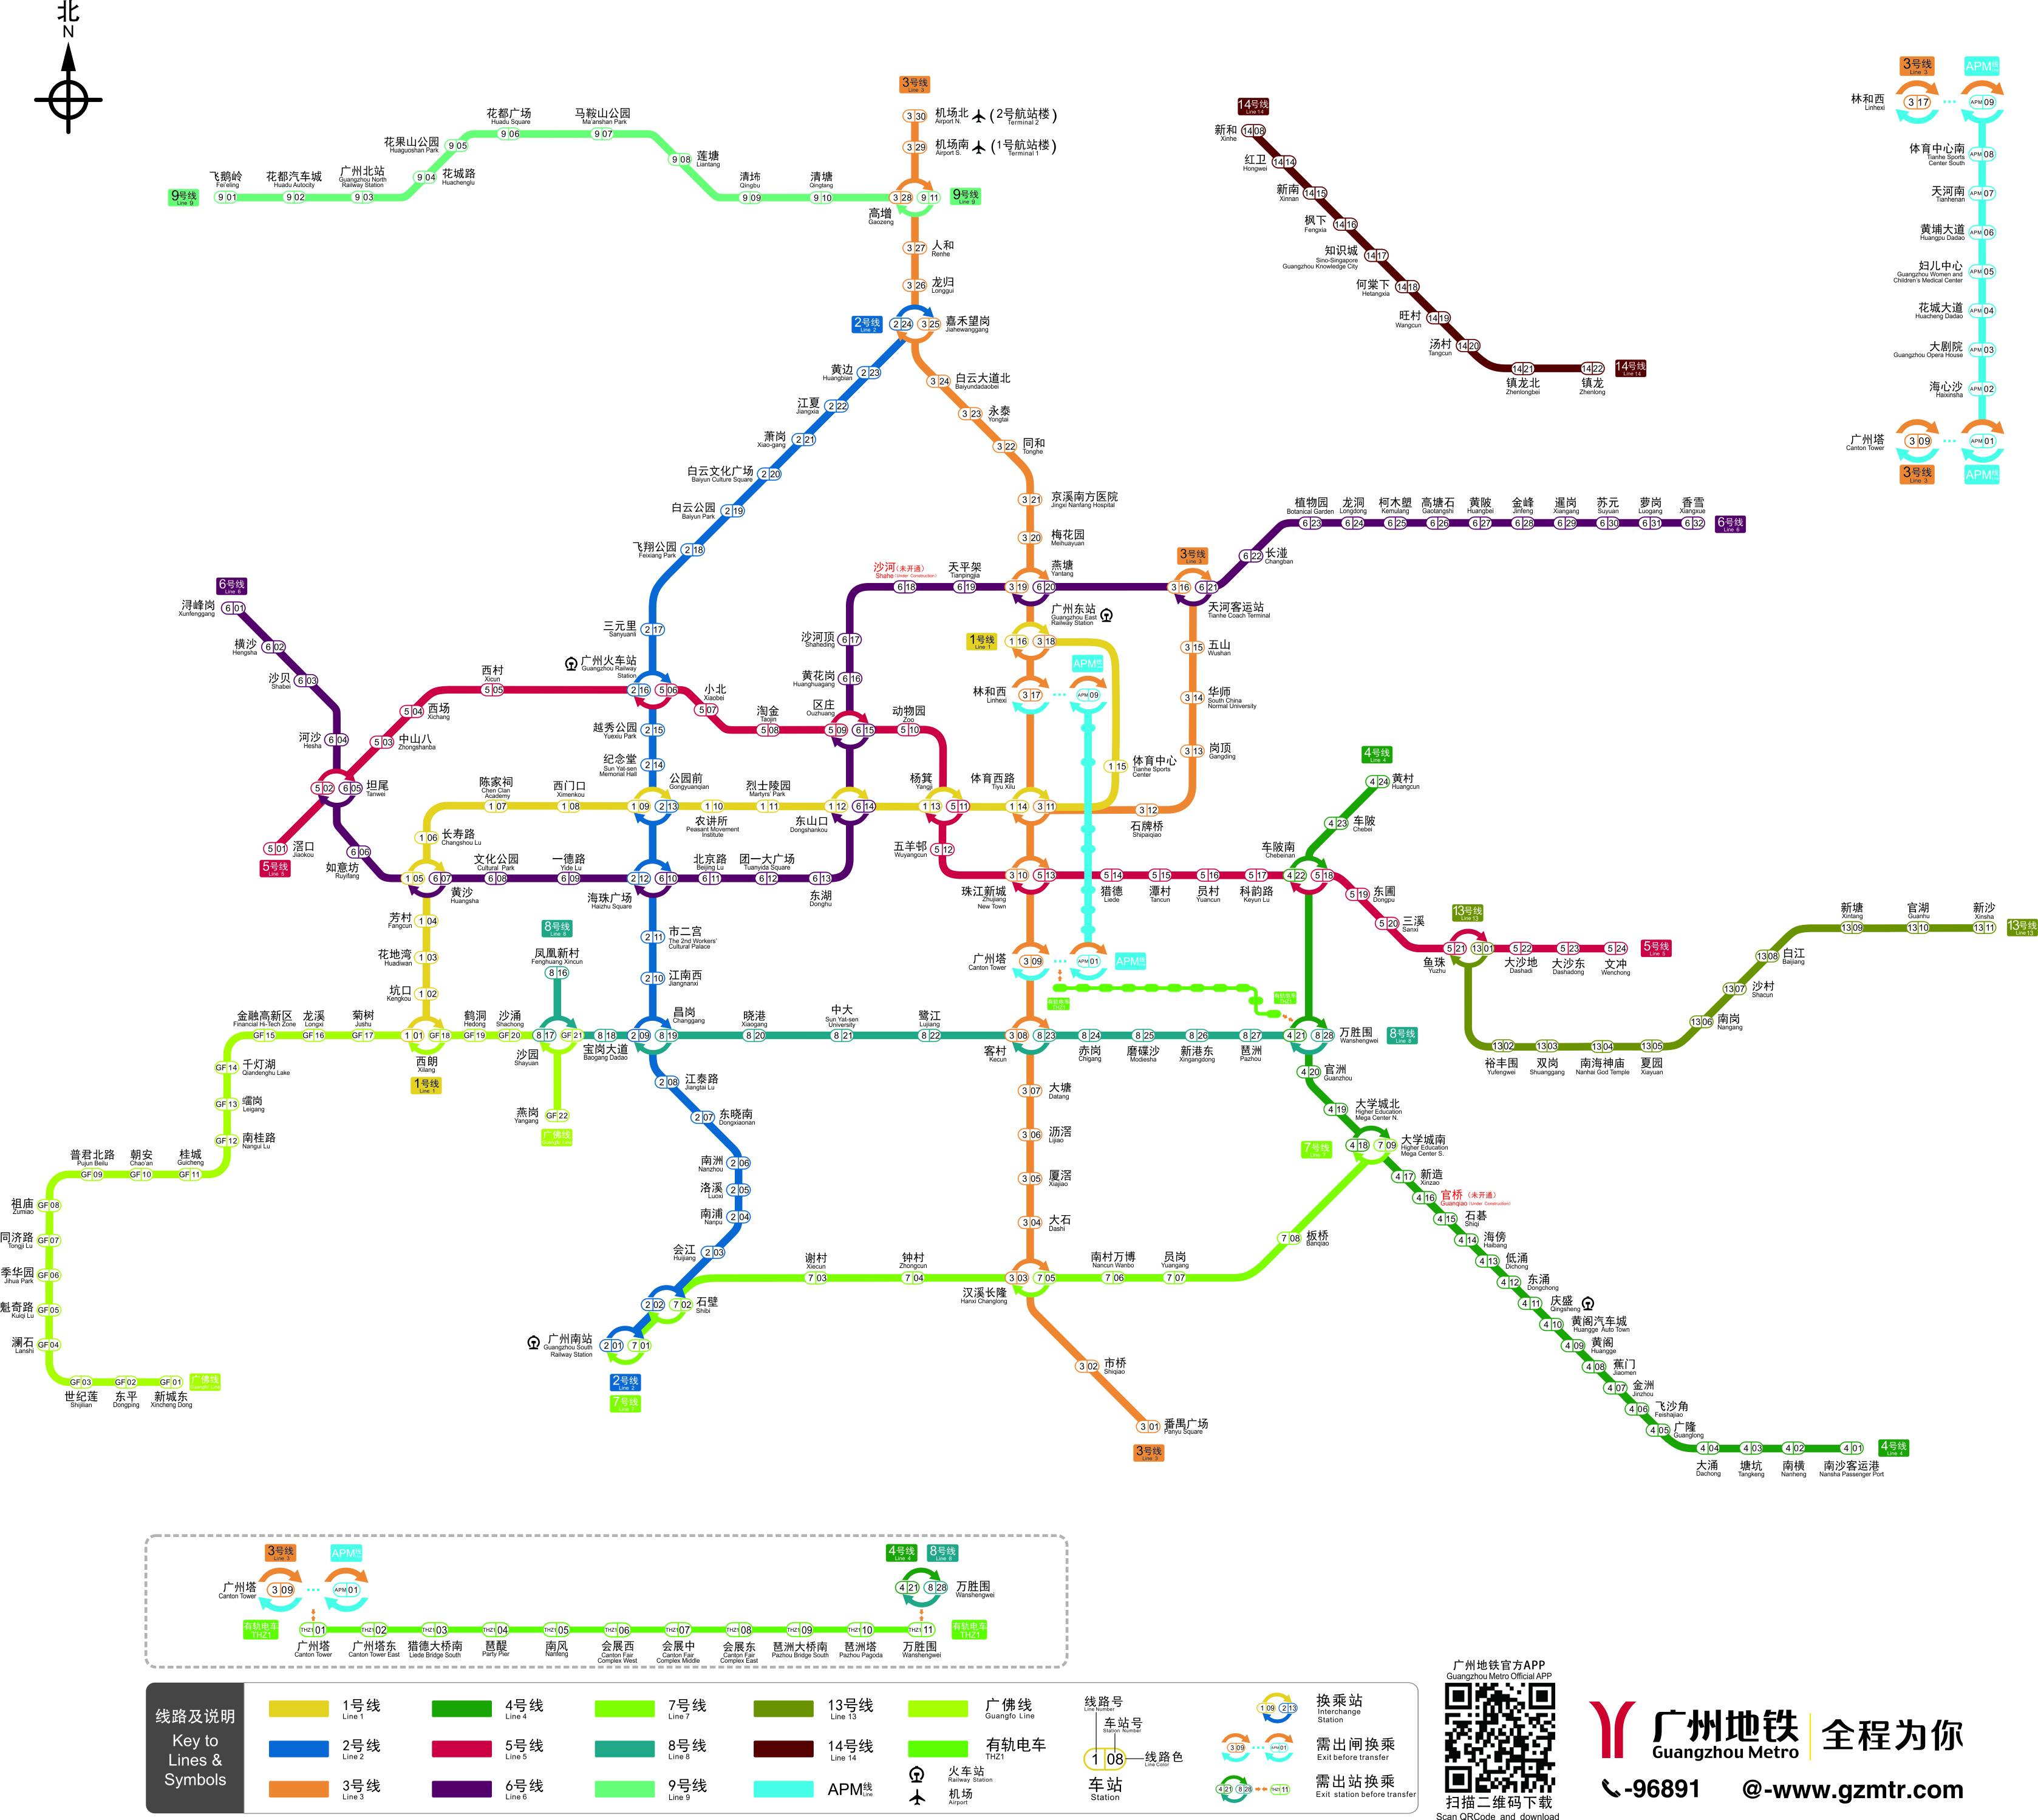 北
N
3号线
Line 3
3 30
机场北 (2号航站楼)
Airport N. Terminal 2
3 29
机场南 (1号航站楼)
Airport S. Terminal 1
9号线
Line 9
9 01
飞鹅岭
Fei'eling
9 02
花都汽车城
Huadu Autocity
9 03
广州北站
Guangzhou North
Railway Station
9 04
花城路
Huachenglu
9 05
花果山公园
Huaguoshan Park
9 06
花都广场
Huadu Square
9 07
马鞍山公园
Ma'anshan Park
9 08
莲塘
Liantang
9 09
清㘵
Qingbu
9 10
清塘
Qingtang
3 28
9 11
高增
Gaozeng
9号线
Line 9
3 27
人和
Renhe
3 26
龙归
Longgui
2号线
Line 2
2 24
3 25
嘉禾望岗
Jiahewanggang
2 23
黄边
Huangbian
2 22
江夏
Jiangxia
2 21
萧岗
Xiao-gang
2 20
白云文化广场
Baiyun Culture Square
2 19
白云公园
Baiyun Park
2 18
飞翔公园
Feixiang Park
2 17
三元里
Sanyuanli
2 16
5 06
广州火车站
Guangzhou Railway
Station
2 15
越秀公园
Yuexiu Park
2 14
纪念堂
Sun Yat-sen
Memorial Hall
3 24
白云大道北
Baiyundadaobei
3 23
永泰
Yongtai
3 22
同和
Tonghe
3 21
京溪南方医院
Jingxi Nanfang Hospital
3 20
梅花园
Meihuayuan
3 19
6 20
燕塘
Yantang
14号线
Line 14
14 08
新和
Xinhe
14 14
红卫
Hongwei
14 15
新南
Xinnan
14 16
枫下
Fengxia
14 17
知识城
Sino-Singapore
Guangzhou Knowledge City
14 18
何棠下
Hetangxia
14 19
旺村
Wangcun
14 20
汤村
Tangcun
14 21
镇龙北
Zhenlongbei
14 22
镇龙
Zhenlong
14号线
Line 14
3号线
Line 3
APM线
Line
林和西
Linhexi
3 17
APM 09
体育中心南
Tianhe Sports
Center South
APM 08
天河南
Tianhenan
APM 07
黄埔大道
Huangpu Dadao
APM 06
妇儿中心
Guangzhou Women and
Children's Medical Center
APM 05
花城大道
Huacheng Dadao
APM 04
大剧院
Guangzhou Opera House
APM 03
海心沙
Haixinsha
APM 02
广州塔
Canton Tower
3 09
APM 01
3号线
Line 3
APM线
Line
6号线
Line 6
6 01
浔峰岗
Xunfenggang
6 02
横沙
Hengsha
6 03
沙贝
Shabei
6 04
河沙
Hesha
5 02
6 05
坦尾
Tanwei
6 06
如意坊
Ruyifang
1 05
6 07
黄沙
Huangsha
6 08
文化公园
Cultural Park
6 09
一德路
Yide Lu
2 12
6 10
海珠广场
Haizhu Square
6 11
北京路
Beijing Lu
6 12
团一大广场
Tuanyida Square
6 13
东湖
Donghu
1 12
6 14
东山口
Dongshankou
5 09
6 15
区庄
Ouzhuang
6 16
黄花岗
Huanghuagang
6 17
沙河顶
Shaheding
6 18
沙河(未开通)
Shahe(Under Construction)
6 19
天平架
Tianpingjia
3号线
Line 3
3 16
6 21
天河客运站
Tianhe Coach Terminal
6 22
长湴
Changban
6 23
植物园
Botanical Garden
6 24
龙洞
Longdong
6 25
柯木塱
Kemulang
6 26
高塘石
Gaotangshi
6 27
黄陂
Huangbei
6 28
金峰
Jinfeng
6 29
暹岗
Xiangang
6 30
苏元
Suyuan
6 31
萝岗
Luogang
6 32
香雪
Xiangxue
6号线
Line 6
5号线
Line 5
5 01
滘口
Jiaokou
5 03
中山八
Zhongshanba
5 04
西场
Xichang
5 05
西村
Xicun
5 07
小北
Xiaobei
5 08
淘金
Taojin
5 10
动物园
Zoo
1 13
5 11
杨箕
Yangji
5 12
五羊邨
Wuyangcun
3 10
5 13
珠江新城
Zhujiang
New Town
5 14
猎德
Liede
5 15
潭村
Tancun
5 16
员村
Yuancun
5 17
科韵路
Keyun Lu
4 22
5 18
车陂南
Chebeinan
5 19
东圃
Dongpu
5 20
三溪
Sanxi
5 21
13 01
鱼珠
Yuzhu
5 22
大沙地
Dashadi
5 23
大沙东
Dashadong
5 24
文冲
Wenchong
5号线
Line 5
1号线
Line 1
1 16
3 18
广州东站
Guangzhou East
Railway Station
APM线
Line
林和西
Linhexi
3 17
APM 09
1 15
体育中心
Tianhe Sports
Center
1 14
3 11
体育西路
Tiyu Xilu
3 12
石牌桥
Shipaiqiao
3 13
岗顶
Gangding
3 14
华师
South China
Normal University
3 15
五山
Wushan
1 11
烈士陵园
Martyrs' Park
1 10
农讲所
Peasant Movement
Institute
1 09
2 13
公园前
Gongyuanqian
1 08
西门口
Ximenkou
1 07
陈家祠
Chen Clan
Academy
1 06
长寿路
Changshou Lu
1 04
芳村
Fangcun
1 03
花地湾
Huadiwan
1 02
坑口
Kengkou
1 01
GF 18
西朗
Xilang
1号线
Line 1
4号线
Line 4
4 24
黄村
Huangcun
4 23
车陂
Chebei
13号线
Line 13
13 02
裕丰围
Yufengwei
13 03
双岗
Shuanggang
13 04
南海神庙
Nanhai God Temple
13 05
夏园
Xiayuan
13 06
南岗
Nangang
13 07
沙村
Shacun
13 08
白江
Baijiang
13 09
新塘
Xintang
13 10
官湖
Guanhu
13 11
新沙
Xinsha
13号线
Line 13
8号线
Line 8
8 16
凤凰新村
Fenghuang Xincun
8 17
GF 21
沙园
Shayuan
8 18
宝岗大道
Baogang Dadao
2 09
8 19
昌岗
Changgang
8 20
晓港
Xiaogang
8 21
中大
Sun Yat-sen
University
8 22
鹭江
Lujiang
3 08
8 23
客村
Kecun
8 24
赤岗
Chigang
8 25
磨碟沙
Modiesha
8 26
新港东
Xingangdong
8 27
琶洲
Pazhou
4 21
8 28
万胜围
Wanshengwei
8号线
Line 8
2 11
市二宫
The 2nd Workers'
Cultural Palace
2 10
江南西
Jiangnanxi
广州塔
Canton Tower
3 09
APM 01
APM线
Line
有轨电车
THZ1
有轨电车
THZ1
金融高新区
Financial Hi-Tech Zone
GF 15
龙溪
Longxi
GF 16
菊树
Jushu
GF 17
鹤洞
Hedong
GF 19
沙涌
Shachong
GF 20
燕岗
Yangang
GF 22
广佛线
Guangfo Line
GF 14
千灯湖
Qiandenghu Lake
GF 13
䂀岗
Leigang
GF 12
南桂路
Nangui Lu
桂城
Guicheng
GF 11
朝安
Chao'an
GF 10
普君北路
Pujun Beilu
GF 09
祖庙
Zumiao
GF 08
同济路
Tongji Lu
GF 07
季华园
Jihua Park
GF 06
魁奇路
Kuiqi Lu
GF 05
澜石
Lanshi
GF 04
GF 03
世纪莲
Shijilian
GF 02
东平
Dongping
GF 01
新城东
Xincheng Dong
广佛线
Guangfo Line
2 08
江泰路
Jiangtai Lu
2 07
东晓南
Dongxiaonan
2 06
南洲
Nanzhou
2 05
洛溪
Luoxi
2 04
南浦
Nanpu
2 03
会江
Huijiang
2 02
7 02
石壁
Shibi
2 01
7 01
广州南站
Guangzhou South
Railway Station
2号线
Line 2
7号线
Line 7
7 03
谢村
Xiecun
7 04
钟村
Zhongcun
3 03
7 05
汉溪长隆
Hanxi Changlong
7 06
南村万博
Nancun Wanbo
7 07
员岗
Yuangang
7 08
板桥
Banqiao
7号线
Line 7
4 18
7 09
大学城南
Higher Education
Mega Center S.
3 07
大塘
Datang
3 06
沥滘
Lijiao
3 05
厦滘
Xiajiao
3 04
大石
Dashi
3 02
市桥
Shiqiao
3 01
番禺广场
Panyu Square
3号线
Line 3
4 20
官洲
Guanzhou
4 19
大学城北
Higher Education
Mega Center N.
4 17
新造
Xinzao
4 16
官桥(未开通)
Guanqiao(Under Construction)
4 15
石碁
Shiqi
4 14
海傍
Haibang
4 13
低涌
Dichong
4 12
东涌
Dongchong
4 11
庆盛
Qingsheng
4 10
黄阁汽车城
Huangge Auto Town
4 09
黄阁
Huangge
4 08
蕉门
Jiaomen
4 07
金洲
Jinzhou
4 06
飞沙角
Feishajiao
4 05
广隆
Guanglong
4 04
大涌
Dachong
4 03
塘坑
Tangkeng
4 02
南横
Nanheng
4 01
南沙客运港
Nansha Passenger Port
4号线
Line 4
3号线
Line 3
APM线
Line
广州塔
Canton Tower
3 09
APM 01
4号线
Line 4
8号线
Line 8
4 21
8 28
万胜围
Wanshengwei
有轨电车
THZ1
THZ1 01
广州塔
Canton Tower
THZ1 02
广州塔东
Canton Tower East
THZ1 03
猎德大桥南
Liede Bridge South
THZ1 04
琶醍
Party Pier
THZ1 05
南风
Nanfeng
THZ1 06
会展西
Canton Fair
Complex West
THZ1 07
会展中
Canton Fair
Complex Middle
THZ1 08
会展东
Canton Fair
Complex East
THZ1 09
琶洲大桥南
Pazhou Bridge South
THZ1 10
琶洲塔
Pazhou Pagoda
THZ1 11
万胜围
Wanshengwei
有轨电车
THZ1
线路及说明
Key to
Lines &
Symbols
1号线
Line 1
2号线
Line 2
3号线
Line 3
4号线
Line 4
5号线
Line 5
6号线
Line 6
7号线
Line 7
8号线
Line 8
9号线
Line 9
13号线
Line 13
14号线
Line 14
APM线
Line
广佛线
Guangfo Line
有轨电车
THZ1
火车站
Railway Station
机场
Airport
线路号
Line Number
车站号
Station Number
1 08
线路色
Line Color
车站
Station
1 09
2 13
换乘站
Interchange
Station
3 09
APM 01
需出闸换乘
Exit before transfer
4 21
8 28
THZ1 11
需出站换乘
Exit station before transfer
广州地铁官方APP
Guangzhou Metro Official APP
扫描二维码下载
Scan QRCode and download
广州地铁
Guangzhou Metro
全程为你
-96891
@-www.gzmtr.com